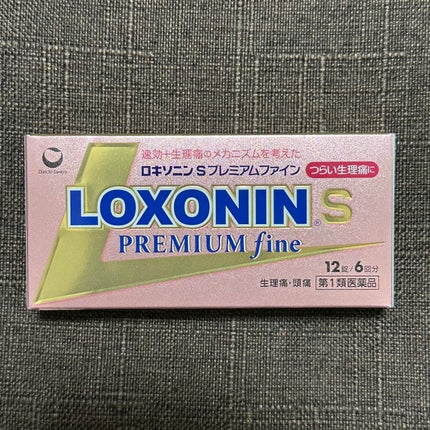 速効+生理痛のメカニズムを考えた
ロキソニンSプレミアムファイン
つらい生理痛に
Daiichi-Sankyo
LOXONIN®S
PREMIUM fine
12錠/6回分
生理痛・頭痛 第1類医薬品